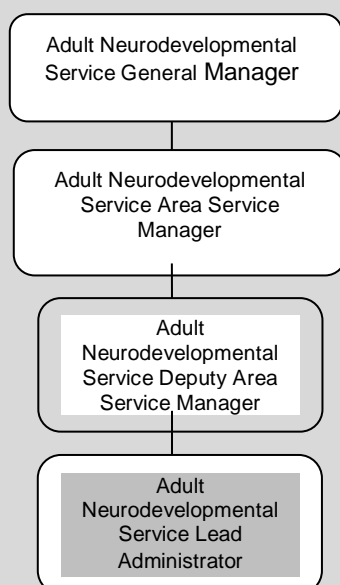 Adult Neurodevelopmental
Service General Manager
Adult Neurodevelopmental
Service Area Service
Manager
Adult
Neurodevelopmental
Service Deputy Area
Service Manager
Adult
Neurodevelopmental
Service Lead
Administrator